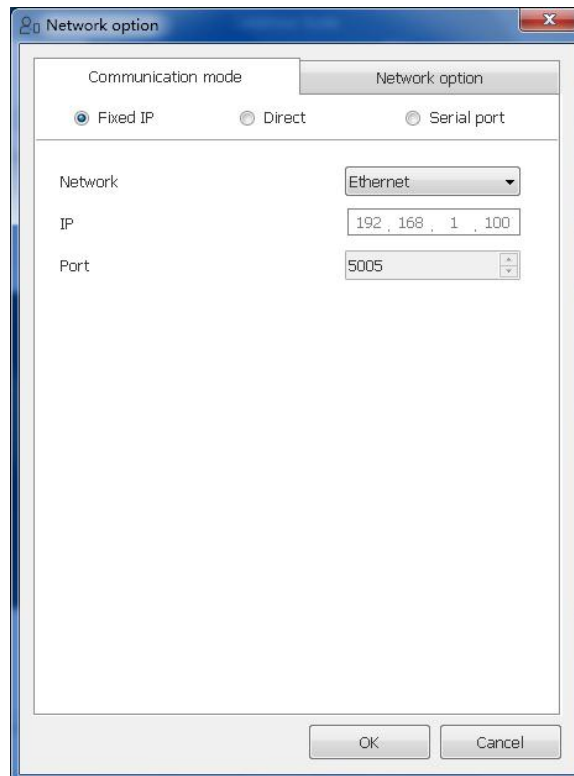 Network option
Communication mode Network option
Fixed IP Direct Serial port
Network Ethernet
IP 192 . 168 . 1 . 100
Port 5005
OK Cancel